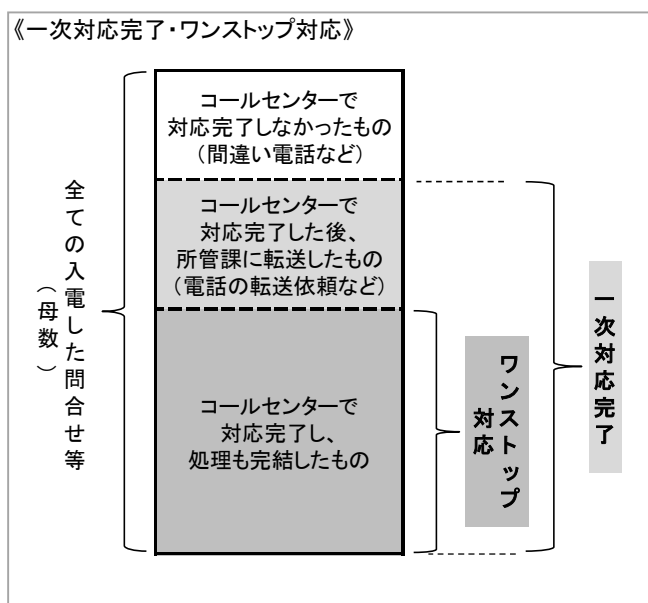 《一次対応完了・ワンストップ対応》
コールセンターで
対応完了しなかったもの
（間違い電話など）
全ての入電した問合せ等
（母数）
コールセンターで
対応完了した後、
所管課に転送したもの
（電話の転送依頼など）
コールセンターで
対応完了し、
処理も完結したもの
ワンストップ
対応
一次対応完了